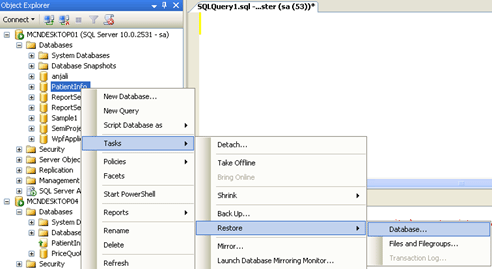 Object Explorer
SQLQuery1.sql -...ster (sa (53))*
Connect
MCNDESKTOP01 (SQL Server 10.0.2531 - sa)
Databases
System Databases
Database Snapshots
anjali
PatientInfo
ReportSe
ReportSe
Sample1
SemiProje
WpfApplic
Security
Server Obje
Replication
Management
SQL Server A
MCNDESKTOP04
Databases
System D
Database
PatientIn
PriceQuo
Security
New Database...
New Query
Script Database as
Tasks
Policies
Facets
Start PowerShell
Reports
Rename
Delete
Refresh
Detach...
Take Offline
Bring Online
Shrink
Back Up...
Restore
Mirror...
Launch Database Mirroring Monitor...
Database...
Files and Filegroups...
Transaction Log...